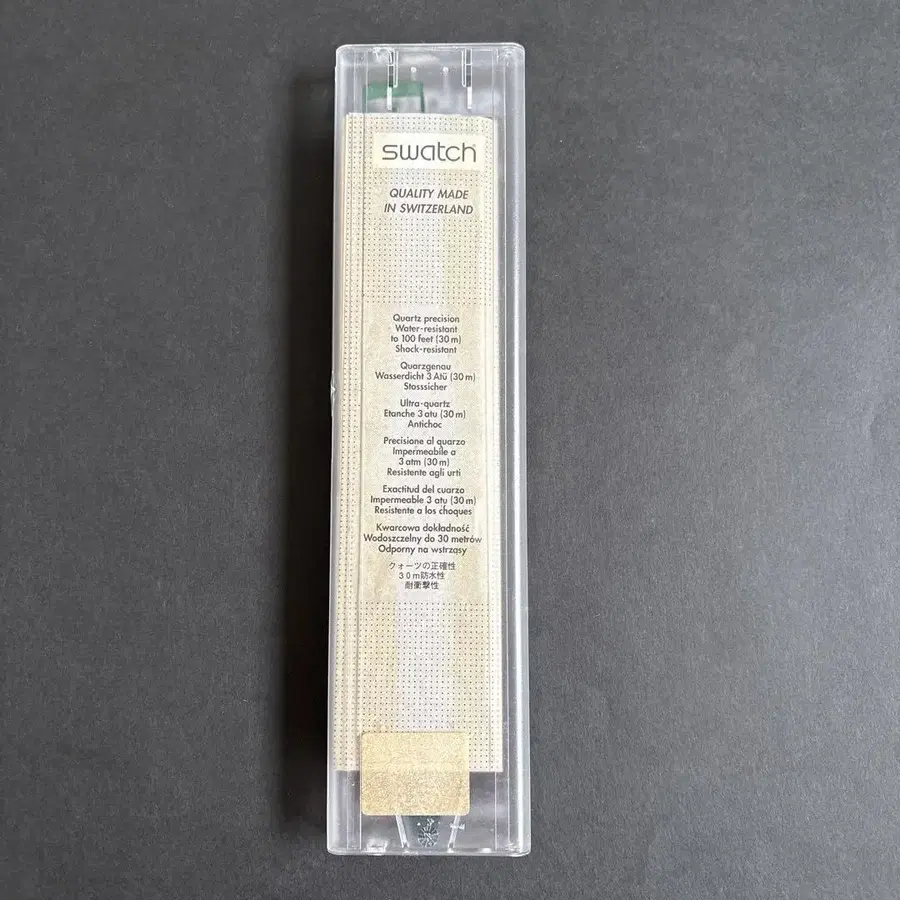 swatch
QUALITY MADE
IN SWITZERLAND
Quartz precision
Water-resistant
to 100 feet (30 m)
Shock-resistant
Quarzgenau
Wasserdicht 3 Atü (30 m)
Stosssicher
Ultra-quartz
Etanche 3 atu (30 m)
Antichoc
Precisione al quarzo
Impermeabile a
3 atm (30 m)
Resistente agli urti
Exactitud del cuarzo
Impermeable 3 atu (30 m)
Resistente a los choques
Kwarcowa dokładność
Wodoszczelny do 30 metrów
Odporny na wstrząsy
クォーツの正確性
30m防水性
耐衝撃性